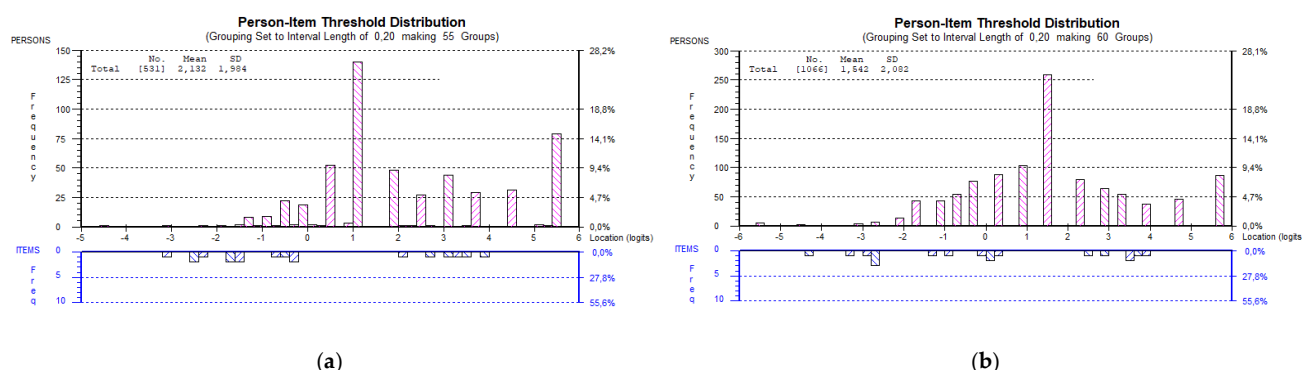 Person-Item Threshold Distribution
(Grouping Set to Interval Length of 0,20 making 55 Groups)
PERSONS
No. Mean SD
Total [531] 2,132 1,984
Frequency
150
125
100
75
50
25
0
28,2%
18,8%
14,1%
9,4%
4,7%
0,0%
-5 -4 -3 -2 -1 0 1 2 3 4 5 6
Location (logits
ITEMS
Freq
0
5
10
0,0%
27,8%
55,6%
(a)
Person-Item Threshold Distribution
(Grouping Set to Interval Length of 0,20 making 60 Groups)
PERSONS
No. Mean SD
Total [1066] 1,542 2,082
Frequency
300
250
200
150
100
50
0
28,1%
18,8%
14,1%
9,4%
4,7%
0,0%
-6 -5 -4 -3 -2 -1 0 1 2 3 4 5 6
Location (logits
ITEMS
Freq
0
5
10
0,0%
27,8%
55,6%
(b)